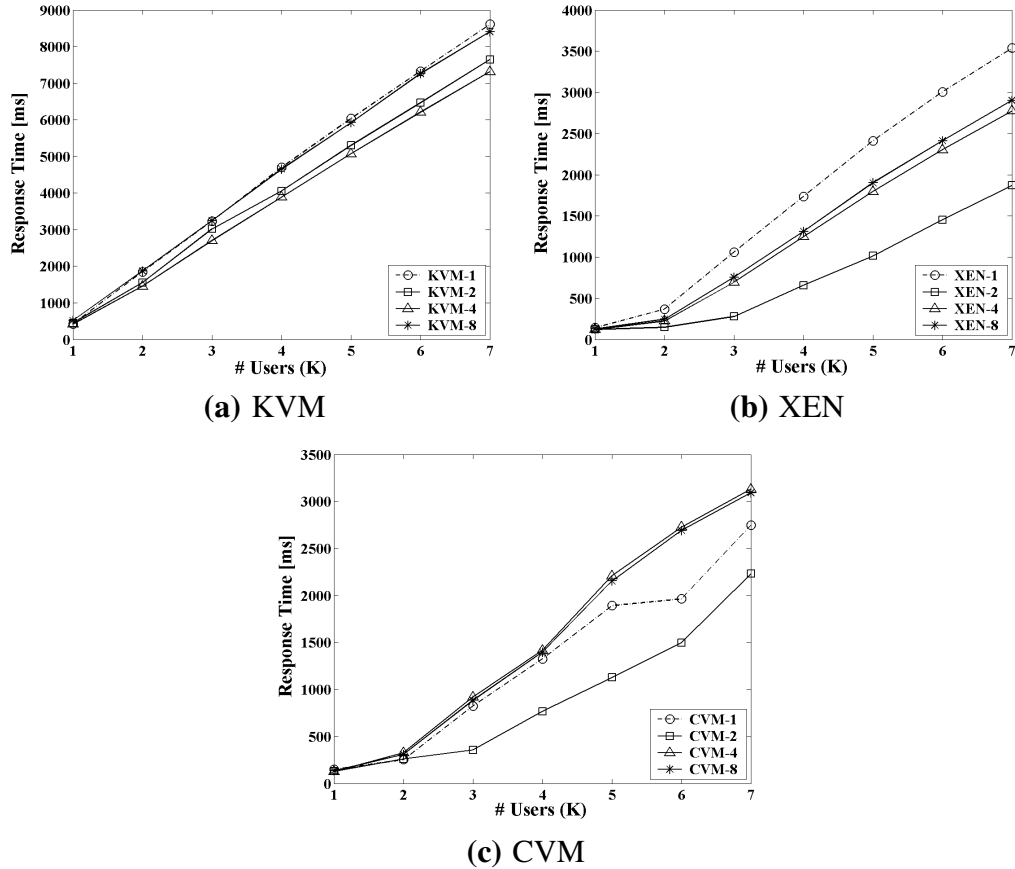 9000
8000
7000
6000
5000
4000
3000
2000
1000
0
Response Time [ms]
KVM-1
KVM-2
KVM-4
KVM-8
1 2 3 4 5 6 7
# Users (K)
(a) KVM
4000
3500
3000
2500
2000
1500
1000
500
0
Response Time [ms]
XEN-1
XEN-2
XEN-4
XEN-8
1 2 3 4 5 6 7
# Users (K)
(b) XEN
3500
3000
2500
2000
1500
1000
500
0
Response Time [ms]
CVM-1
CVM-2
CVM-4
CVM-8
1 2 3 4 5 6 7
# Users (K)
(c) CVM